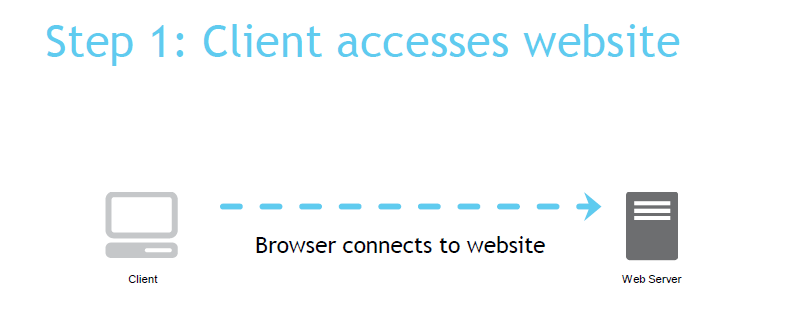 Step 1: Client accesses website
Browser connects to website
Client
Web Server